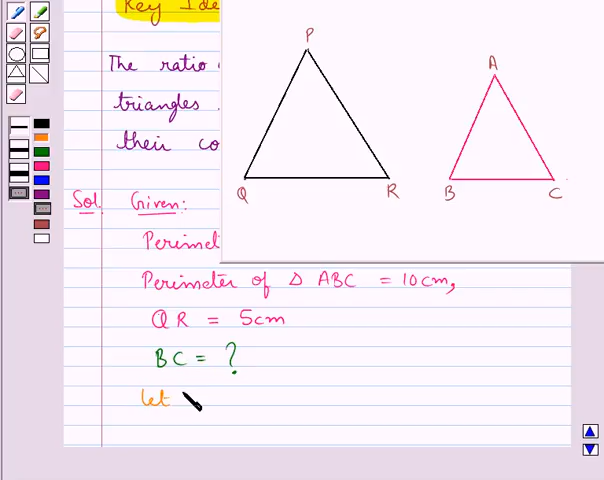 Key Ide
The ratio
triangles
their co
P
A
Q
R
B
C
Sol. Given:
Perimet
Perimeter of Δ ABC = 10cm,
QR = 5cm
BC = ?
let